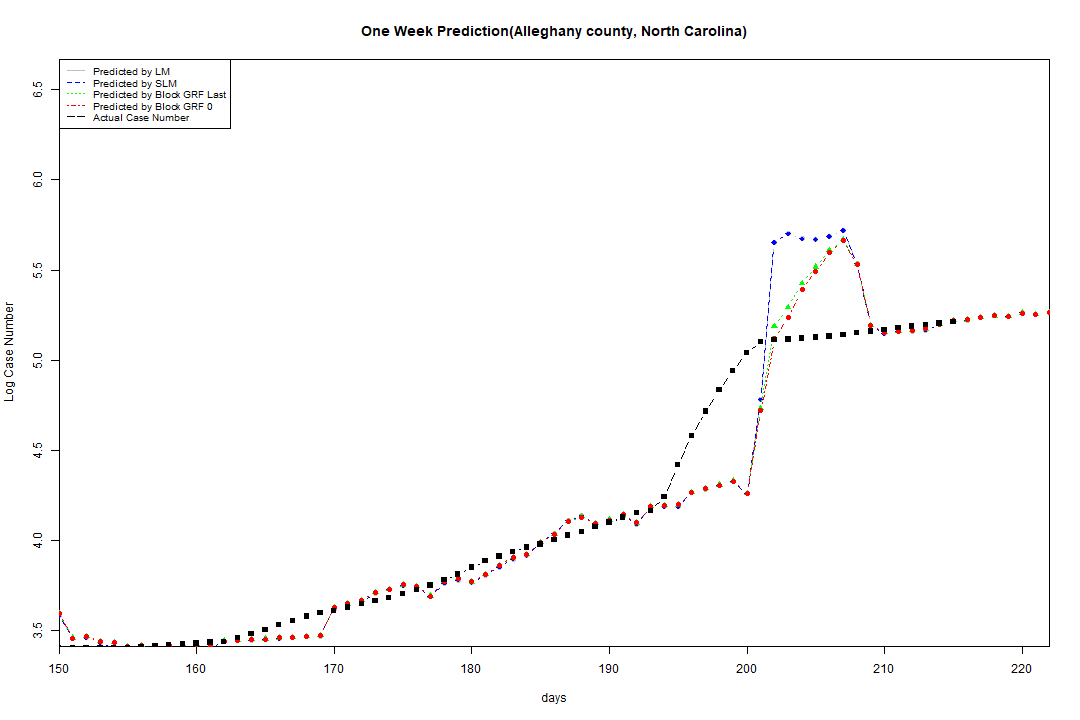 One Week Prediction(Alleghany county, North Carolina)
Predicted by LM
Predicted by SLM
Predicted by Block GRF Last
Predicted by Block GRF 0
Actual Case Number
6.5
6.0
5.5
5.0
4.5
4.0
3.5
Log Case Number
150 160 170 180 190 200 210 220
days